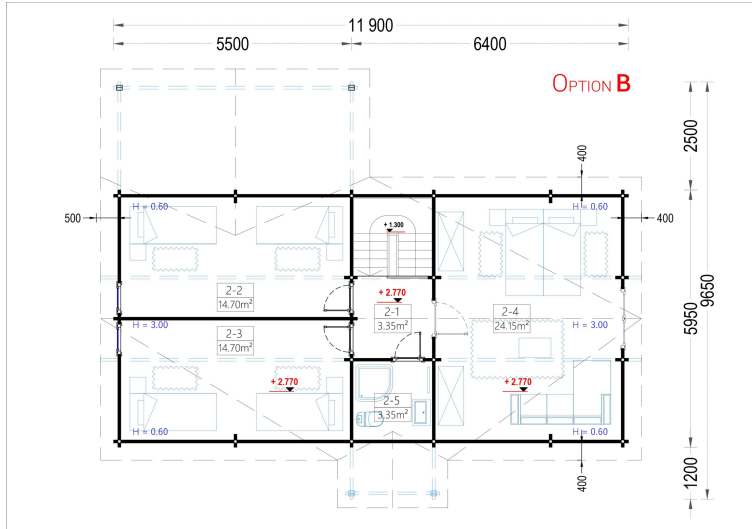 11 900
5500
6400
OPTION B
2500
400
H = 0.60
H = 0.60
500
400
+ 1.300
2-2
14.70m²
+ 2.770
2-1
3.35m²
2-4
24.15m²
5950
9650
H = 3.00
H = 3.00
2-3
14.70m²
+ 2.770
+ 2.770
2-5
3.35m²
H = 0.60
H = 0.60
400
1200